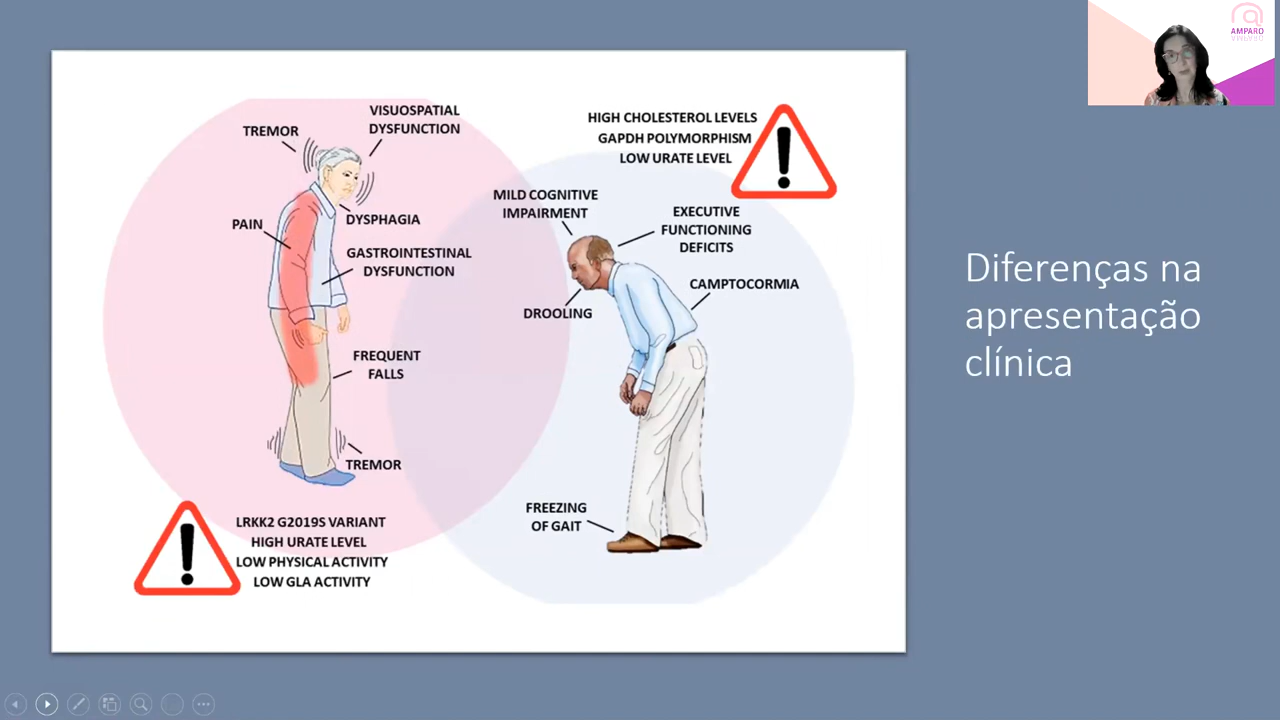 VISUOSPATIAL
DYSFUNCTION
TREMOR
PAIN
DYSPHAGIA
GASTROINTESTINAL
DYSFUNCTION
FREQUENT
FALLS
TREMOR
LRKK2 G2019S VARIANT
HIGH URATE LEVEL
LOW PHYSICAL ACTIVITY
LOW GLA ACTIVITY
HIGH CHOLESTEROL LEVELS
GAPDH POLYMORPHISM
LOW URATE LEVEL
MILD COGNITIVE
IMPAIRMENT
EXECUTIVE
FUNCTIONING
DEFICITS
CAMPTOCORMIA
DROOLING
FREEZING
OF GAIT
Diferenças na
apresentação
clínica
AMPARO